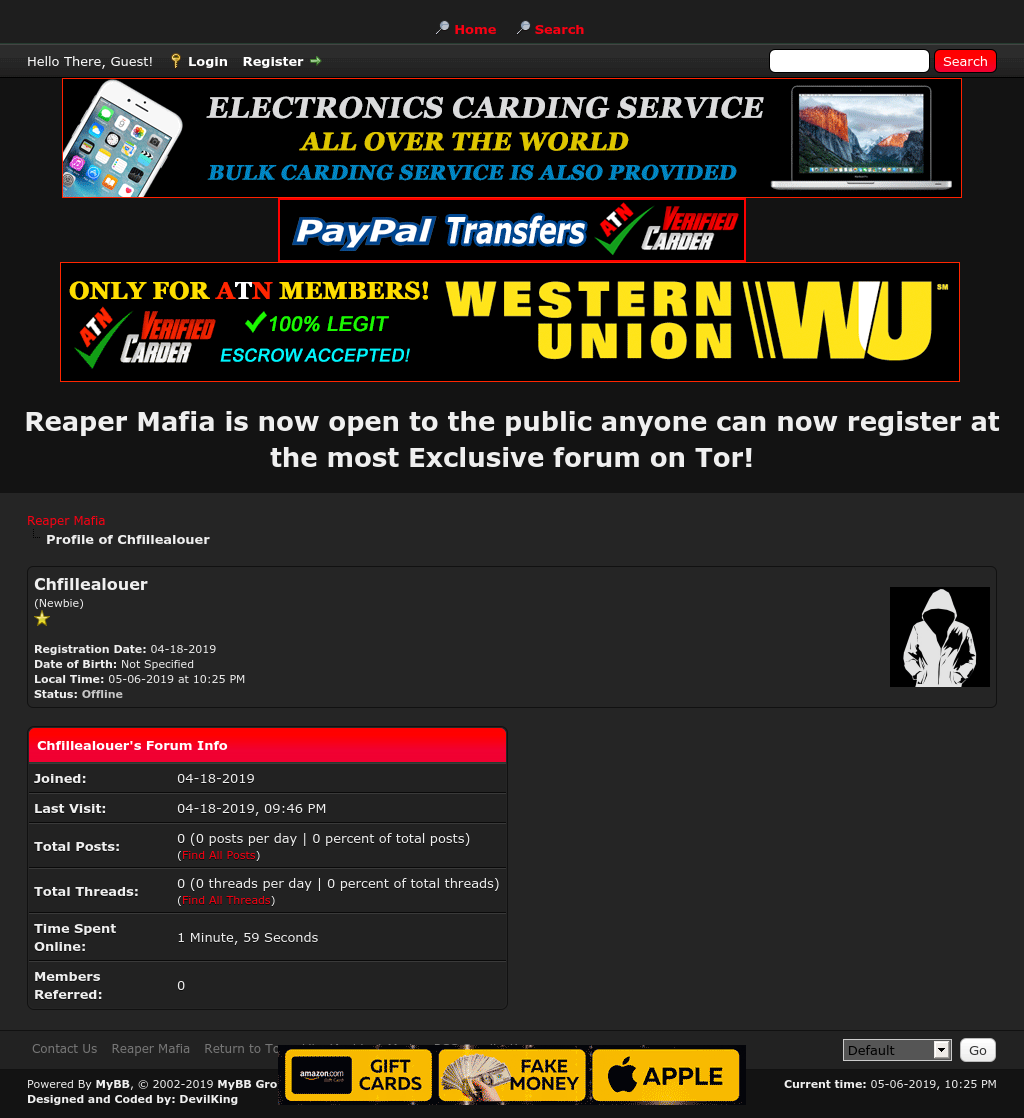 Home Search
Hello There, Guest! Login Register Search
ELECTRONICS CARDING SERVICE
ALL OVER THE WORLD
BULK CARDING SERVICE IS ALSO PROVIDED
PayPal Transfers ATN VERIFIED CARDER
ONLY FOR ATN MEMBERS!
ATN VERIFIED CARDER
100% LEGIT
ESCROW ACCEPTED!
WESTERN UNION WU SM
Reaper Mafia is now open to the public anyone can now register at
the most Exclusive forum on Tor!
Reaper Mafia
Profile of Chfillealouer
Chfillealouer
(Newbie)
Registration Date: 04-18-2019
Date of Birth: Not Specified
Local Time: 05-06-2019 at 10:25 PM
Status: Offline
Chfillealouer's Forum Info
Joined: 04-18-2019
Last Visit: 04-18-2019, 09:46 PM
Total Posts: 0 (0 posts per day | 0 percent of total posts)
(Find All Posts)
Total Threads: 0 (0 threads per day | 0 percent of total threads)
(Find All Threads)
Time Spent
Online: 1 Minute, 59 Seconds
Members
Referred: 0
Contact Us Reaper Mafia Return to
Default Go
amazon.com Gift Card
GIFT
CARDS
FAKE
MONEY
APPLE
Powered By MyBB, © 2002-2019 MyBB Gro
Designed and Coded by: DevilKing
Current time: 05-06-2019, 10:25 PM